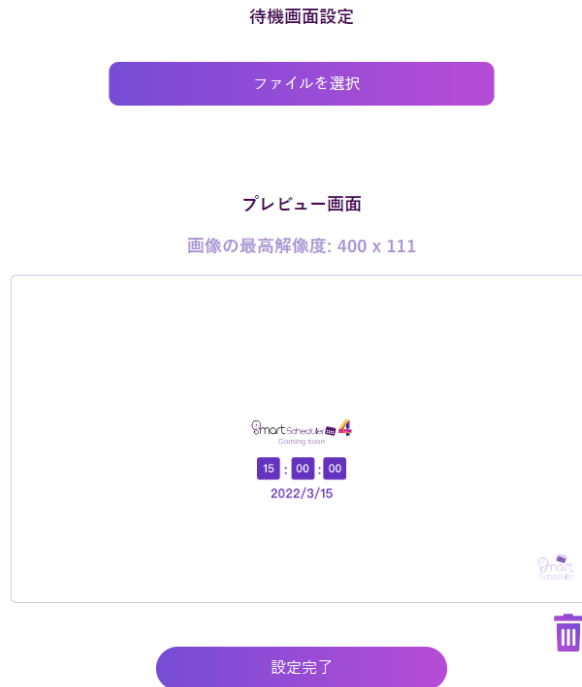 待機画面設定
ファイルを選択
プレビュー画面
画像の最高解像度: 400 x 111
Smart Scheduler 4
Coming soon
15 : 00 : 00
2022/3/15
Smart
Scheduler
設定完了